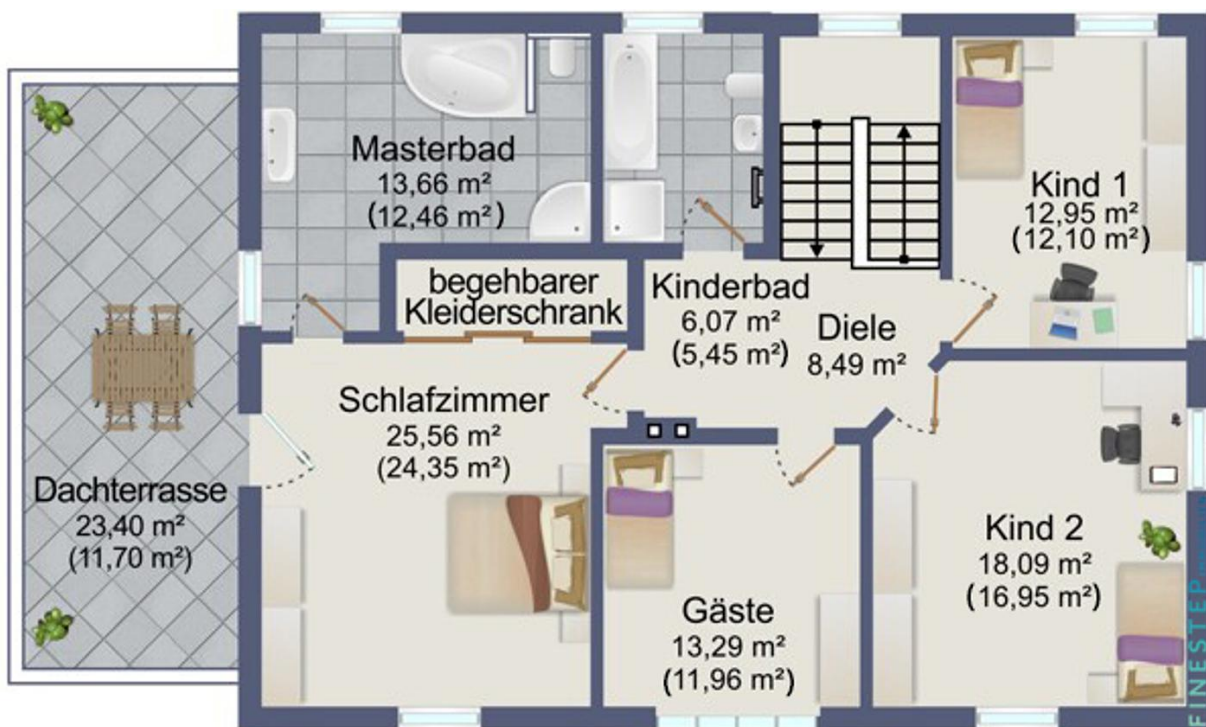 Masterbad
13,66 m²
(12,46 m²)
begehbarer
Kleiderschrank
Kinderbad
6,07 m²
(5,45 m²)
Diele
8,49 m²
Kind 1
12,95 m²
(12,10 m²)
Schlafzimmer
25,56 m²
(24,35 m²)
Dachterrasse
23,40 m²
(11,70 m²)
Gäste
13,29 m²
(11,96 m²)
Kind 2
18,09 m²
(16,95 m²)
FINESTEP